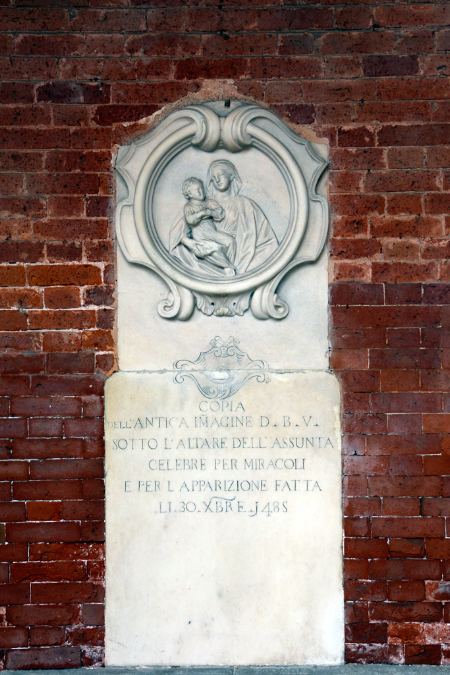 COPIA
DELL'ANTICA IMAGINE D. B. V.
SOTTO L'ALTARE DELL'ASSUNTA
CELEBRE PER MIRACOLI
E PER L APPARIZIONE FATTA
LI. 30. XBRE. 1485